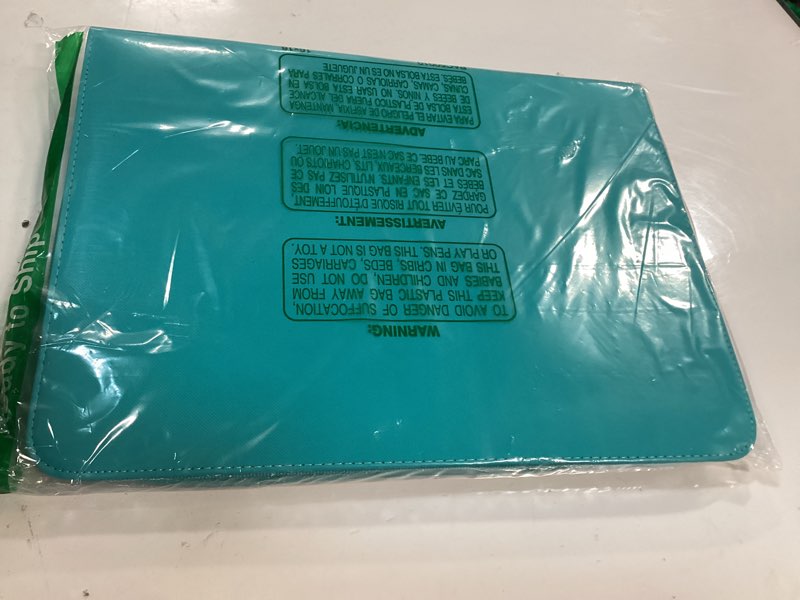 WARNING:
TO AVOID DANGER OF SUFFOCATION,
KEEP THIS PLASTIC BAG AWAY FROM
BABIES AND CHILDREN, DO NOT USE
THIS BAG IN CRIBS, BEDS, CARRIAGES
OR PLAY PENS. THIS BAG IS NOT A TOY.
AVERTISSEMENT:
POUR ÉVITER TOUT RISQUE D'ÉTOUFFEMENT,
GARDEZ CE SAC EN PLASTIQUE LOIN DES
BÉBÉS ET LES ENFANTS. N'UTILISEZ PAS CE
SAC DANS LES BERCEAUX, LITS, CHARIOTS OU
PARC AU BÉBÉ. CE SAC N'EST PAS UN JOUET.
ADVERTENCIA:
PARA EVITAR EL PELIGRO DE ASFIXIA, MANTENGA
ESTA BOLSA DE PLASTICO FUERA DEL ALCANCE
DE BEBES Y NIÑOS. NO USAR ESTA BOLSA EN
CUNAS, CAMAS, CARRIOLAS O CORRALES PARA
BEBÉS. ESTA BOLSA NO ES UN JUGUETE
16x18
to Ship